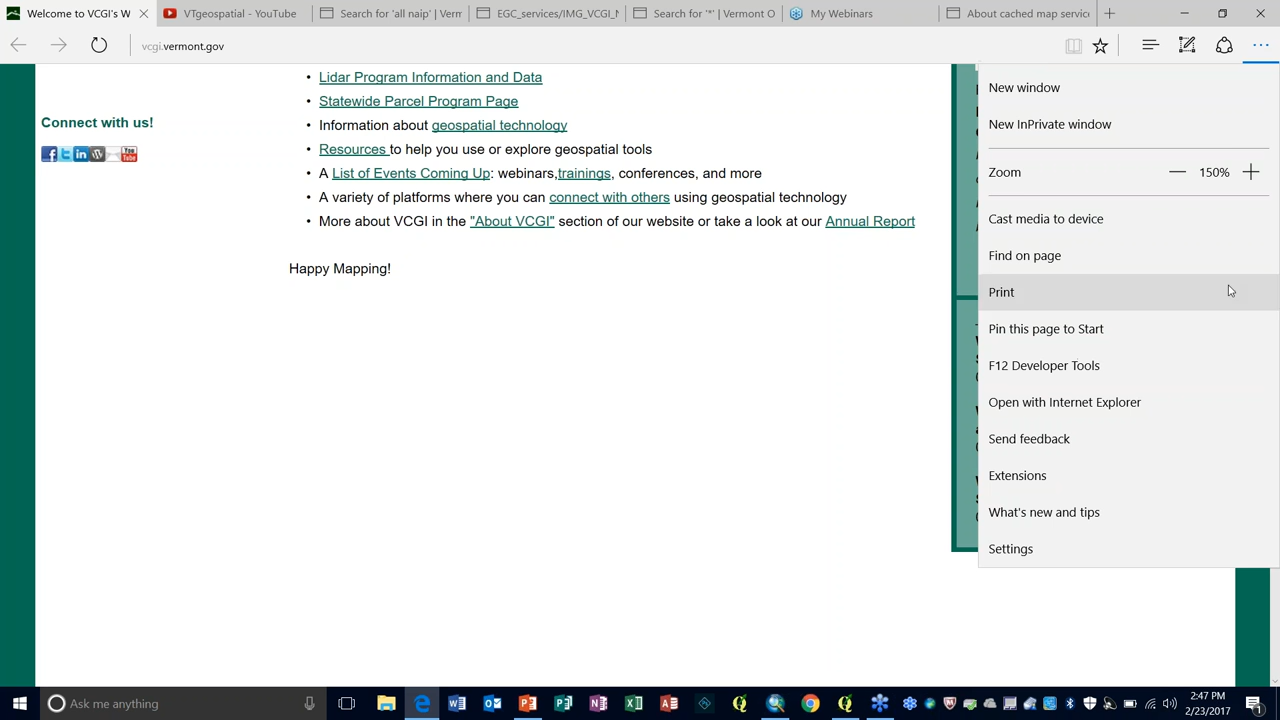 Welcome to VCGI's W
VTgeospatial - YouTube
Search for 'all naip' | Verm
EGC_services/IMG_VCGI_N
Search for '' | Vermont O
My Webinars
About cached map servic
vcgi.vermont.gov
New window
New InPrivate window
Zoom
150%
Cast media to device
Find on page
Print
Pin this page to Start
F12 Developer Tools
Open with Internet Explorer
Send feedback
Extensions
What's new and tips
Settings
Connect with us!
• Lidar Program Information and Data
• Statewide Parcel Program Page
• Information about geospatial technology
• Resources to help you use or explore geospatial tools
• A List of Events Coming Up: webinars,trainings, conferences, and more
• A variety of platforms where you can connect with others using geospatial technology
• More about VCGI in the "About VCGI" section of our website or take a look at our Annual Report
Happy Mapping!
Ask me anything
2:47 PM
2/23/2017